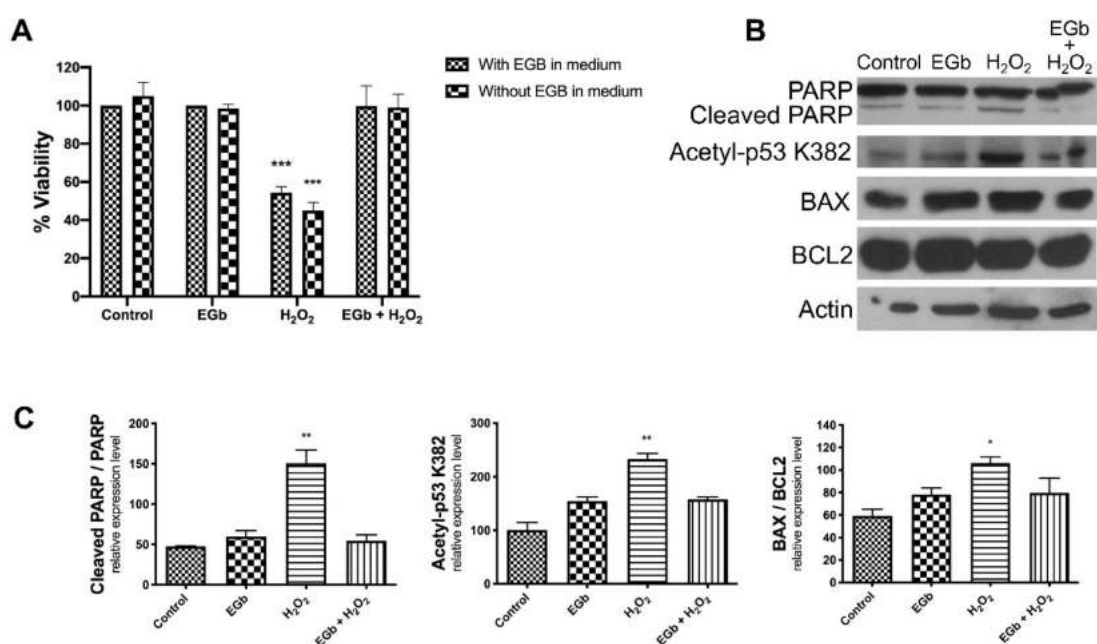 A
% Viability
120
100
80
60
40
20
0
Control
EGb
H₂O₂
EGb + H₂O₂
With EGB in medium
Without EGB in medium
***
***
B
Control
EGb
H₂O₂
EGb
+
H₂O₂
PARP
Cleaved PARP
Acetyl-p53 K382
BAX
BCL2
Actin
C
Cleaved PARP / PARP
relative expression level
200
150
100
50
0
**
Control
EGb
H₂O₂
EGb + H₂O₂
Acetyl-p53 K382
relative expression level
300
200
100
0
**
Control
EGb
H₂O₂
EGb + H₂O₂
BAX / BCL2
relative expression level
140
120
100
80
60
40
20
0
*
Control
EGb
H₂O₂
EGb + H₂O₂